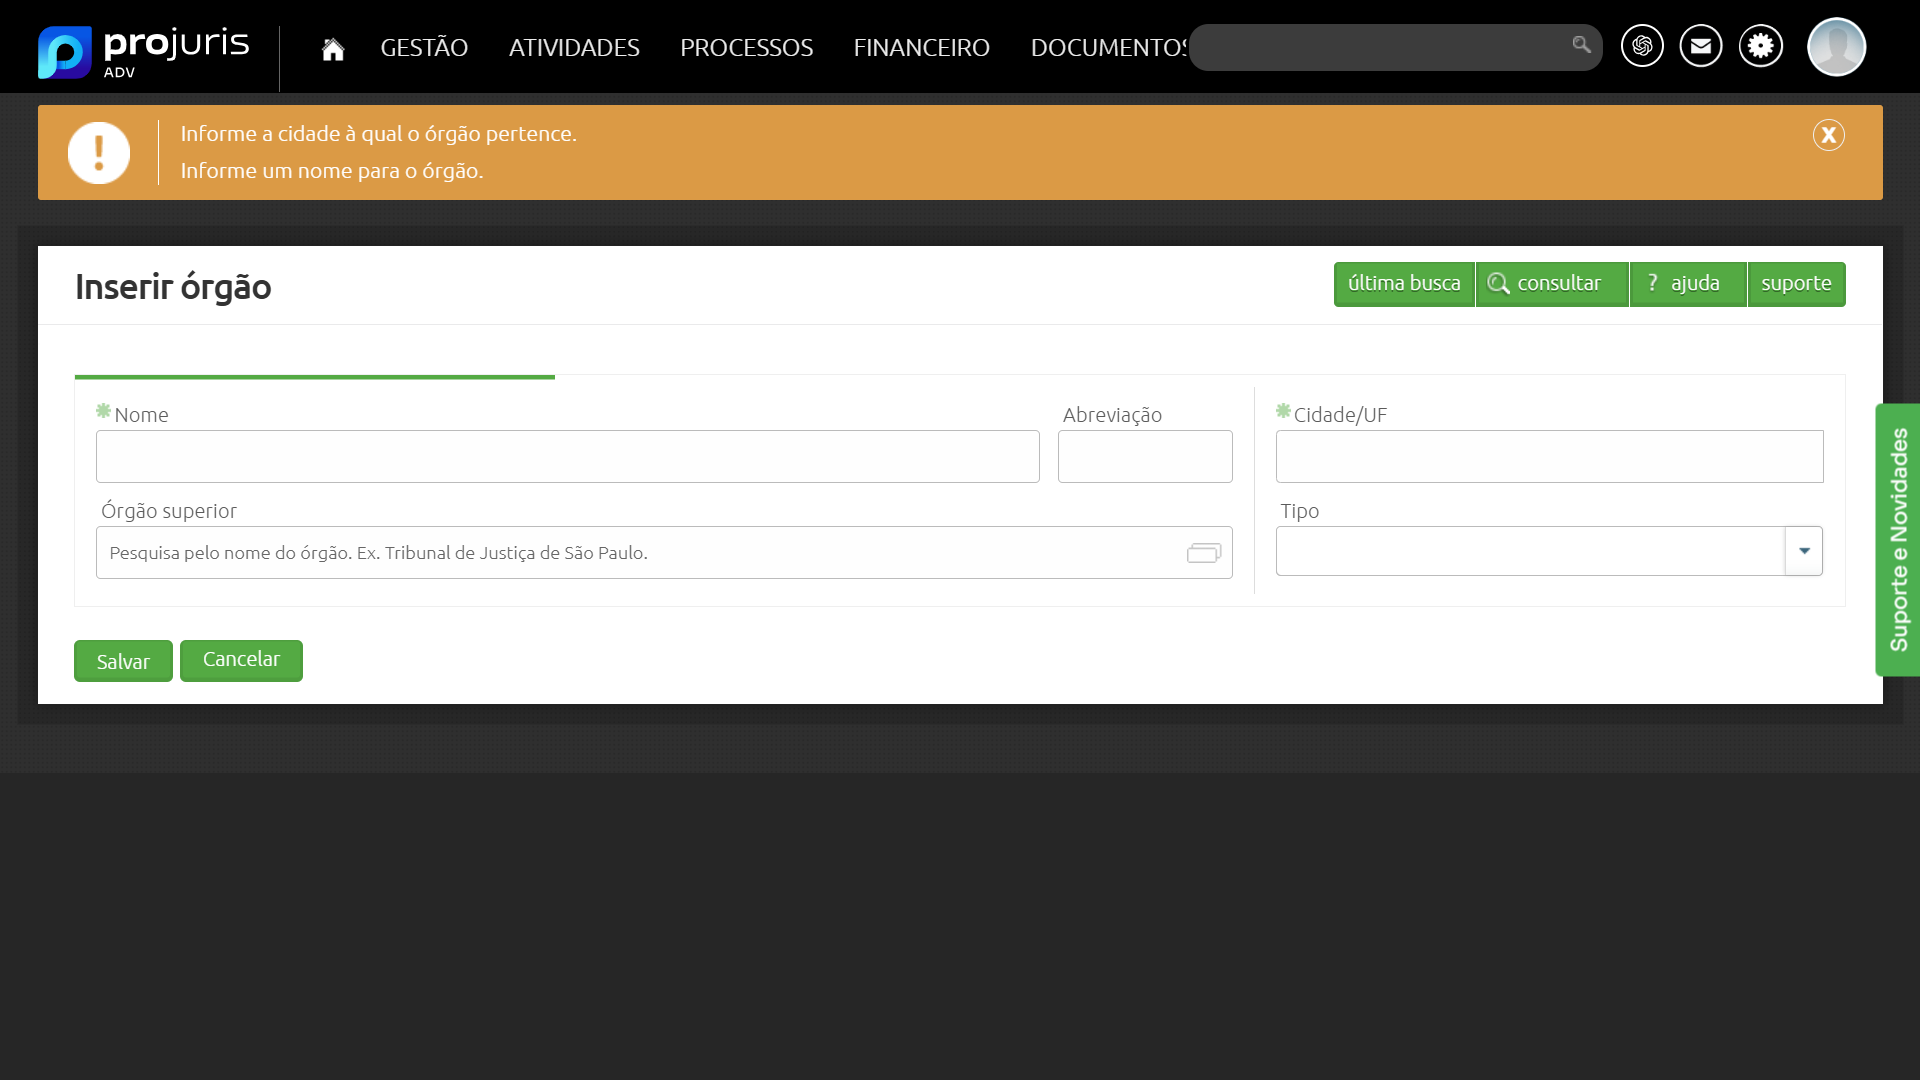 projuris
ADV
GESTÃO
ATIVIDADES
PROCESSOS
FINANCEIRO
DOCUMENTOS
Informe a cidade à qual o órgão pertence.
Informe um nome para o órgão.
X
Inserir órgão
última busca
consultar
? ajuda
suporte
Nome
Abreviação
Cidade/UF
Órgão superior
Tipo
Pesquisa pelo nome do órgão. Ex. Tribunal de Justiça de São Paulo.
Salvar
Cancelar
Suporte e Novidades